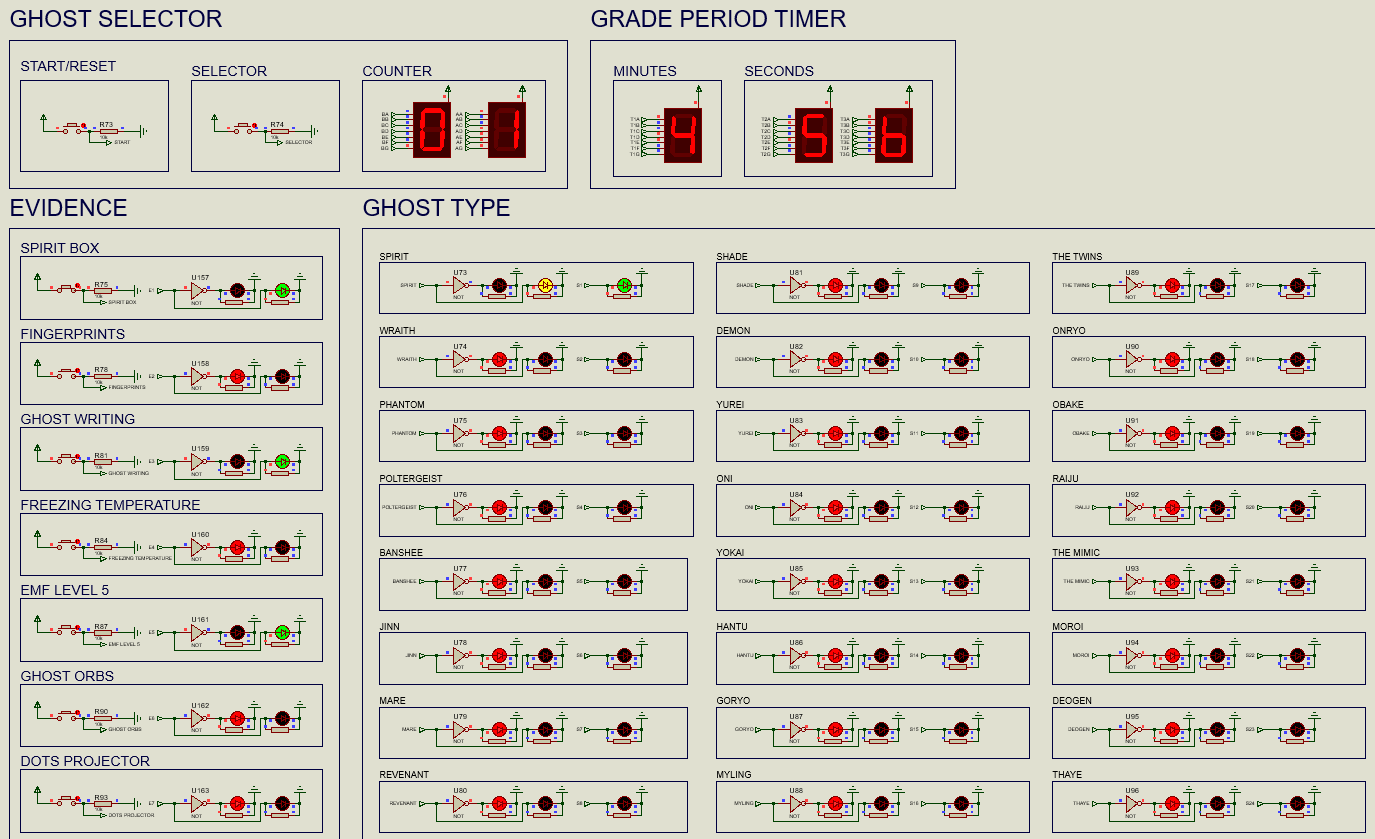 GHOST SELECTOR
GRADE PERIOD TIMER
START/RESET
R73
10k
START
SELECTOR
R74
10k
SELECTOR
COUNTER
BA
BB
BC
BD
BE
BF
BG
0
AA
AB
AC
AD
AE
AF
AG
1
MINUTES
T1A
T1B
T1C
T1D
T1E
T1F
T1G
4
SECONDS
T2A
T2B
T2C
T2D
T2E
T2F
T2G
5
T3A
T3B
T3C
T3D
T3E
T3F
T3G
6
EVIDENCE
SPIRIT BOX
R75
10k
SPIRIT BOX
E1
U157
NOT
FINGERPRINTS
R78
10k
FINGERPRINTS
E2
U158
NOT
GHOST WRITING
R81
10k
GHOST WRITING
E3
U159
NOT
FREEZING TEMPERATURE
R84
10k
FREEZING TEMPERATURE
E4
U160
NOT
EMF LEVEL 5
R87
10k
EMF LEVEL 5
E5
U161
NOT
GHOST ORBS
R90
10k
GHOST ORBS
E6
U162
NOT
DOTS PROJECTOR
R93
10k
DOTS PROJECTOR
E7
U163
NOT
GHOST TYPE
SPIRIT
SPIRIT
U73
NOT
S1
WRAITH
WRAITH
U74
NOT
S2
PHANTOM
PHANTOM
U75
NOT
S3
POLTERGEIST
POLTERGEIST
U76
NOT
S4
BANSHEE
BANSHEE
U77
NOT
S5
JINN
JINN
U78
NOT
S6
MARE
MARE
U79
NOT
S7
REVENANT
REVENANT
U80
NOT
S8
SHADE
SHADE
U81
NOT
S9
DEMON
DEMON
U82
NOT
S10
YUREI
YUREI
U83
NOT
S11
ONI
ONI
U84
NOT
S12
YOKAI
YOKAI
U85
NOT
S13
HANTU
HANTU
U86
NOT
S14
GORYO
GORYO
U87
NOT
S15
MYLING
MYLING
U88
NOT
S16
THE TWINS
THE TWINS
U89
NOT
S17
ONRYO
ONRYO
U90
NOT
S18
OBAKE
OBAKE
U91
NOT
S19
RAIJU
RAIJU
U92
NOT
S20
THE MIMIC
THE MIMIC
U93
NOT
S21
MOROI
MOROI
U94
NOT
S22
DEOGEN
DEOGEN
U95
NOT
S23
THAYE
THAYE
U96
NOT
S24